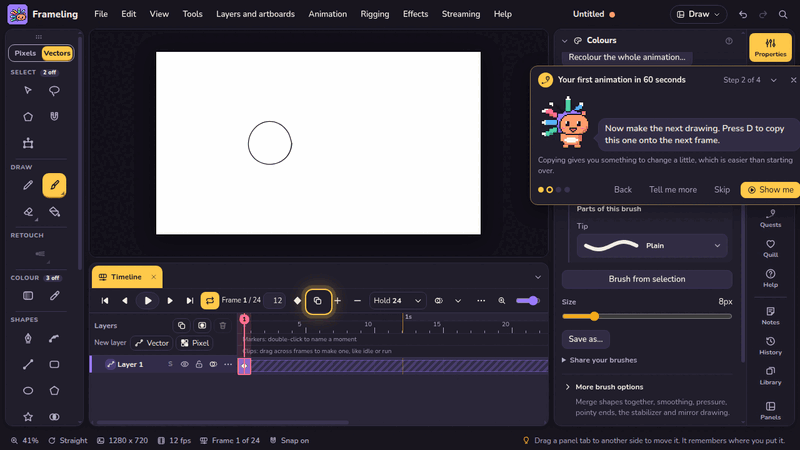 Frameling
File Edit View Tools Layers and artboards Animation Rigging Effects Streaming Help
Untitled
Draw
Pixels Vectors
SELECT 2 off
DRAW
RETOUCH
COLOUR 3 off
SHAPES
Colours
Recolour the whole animation...
Properties
Your first animation in 60 seconds
Step 2 of 4
Now make the next drawing. Press D to copy
this one onto the next frame.
Copying gives you something to change a little, which is easier than starting
over.
Back Tell me more Skip Show me
Parts of this brush
Tip
Plain
Brush from selection
Size 8px
Save as...
Share your brushes
More brush options
Merge shapes together, smoothing, pressure,
pointy ends, the stabilizer and mirror drawing.
Quests
Quill
Help
Notes
History
Library
Panels
Timeline
Frame 1 / 24 12
Hold 24
Layers
1 5 10 1s 15 20
New layer Vector Pixel
Markers: double-click to name a moment
Clips: drag across frames to make one, like idle or run
Layer 1 S
41% Straight 1280 x 720 12 fps Frame 1 of 24 Snap on
Drag a panel tab to another side to move it. It remembers where you put it.